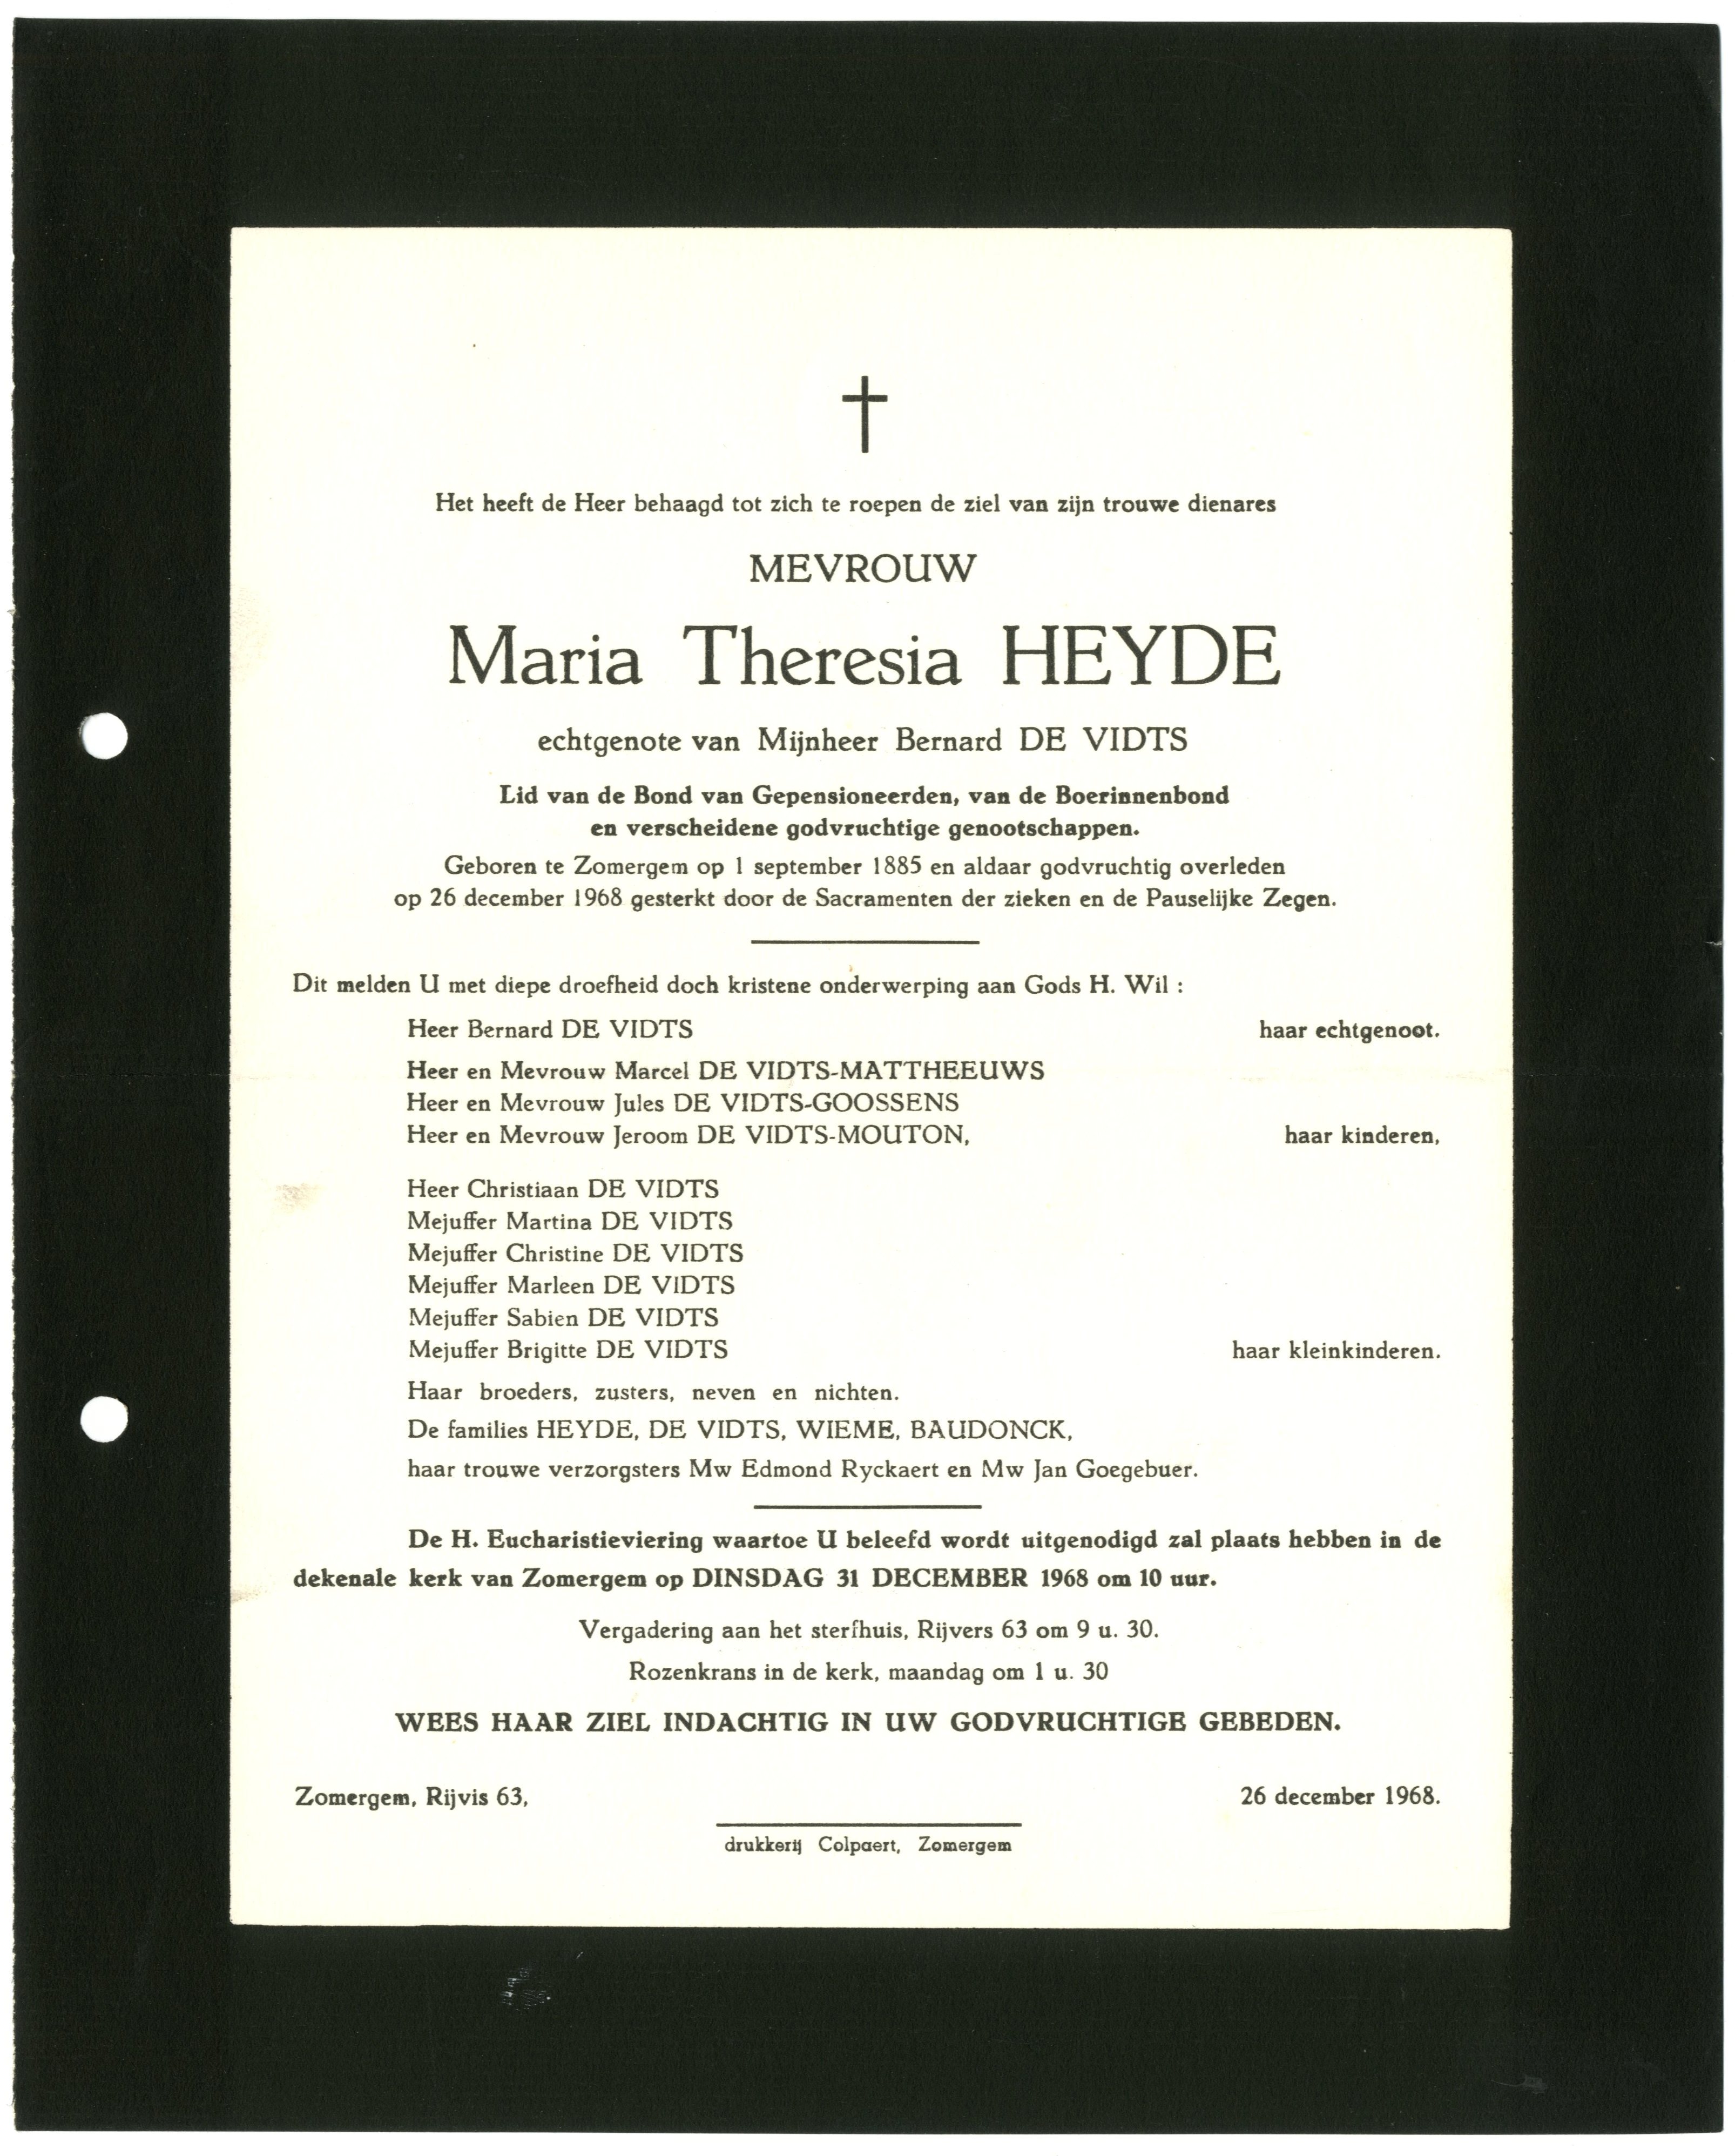 Het heeft de Heer behaagd tot zich te roepen de ziel van zijn trouwe dienares
MEVROUW
Maria Theresia HEYDE
echtgenote van Mijnheer Bernard DE VIDTS
Lid van de Bond van Gepensioneerden, van de Boerinnenbond
en verscheidene godvruchtige genootschappen.
Geboren te Zomergem op 1 september 1885 en aldaar godvruchtig overleden
op 26 december 1968 gesterkt door de Sacramenten der zieken en de Pauselijke Zegen.
Dit melden U met diepe droefheid doch kristene onderwerping aan Gods H. Wil :
Heer Bernard DE VIDTS haar echtgenoot.
Heer en Mevrouw Marcel DE VIDTS-MATTHEEUWS
Heer en Mevrouw Jules DE VIDTS-GOOSSENS
Heer en Mevrouw Jeroom DE VIDTS-MOUTON, haar kinderen,
Heer Christiaan DE VIDTS
Mejuffer Martina DE VIDTS
Mejuffer Christine DE VIDTS
Mejuffer Marleen DE VIDTS
Mejuffer Sabien DE VIDTS
Mejuffer Brigitte DE VIDTS haar kleinkinderen.
Haar broeders, zusters, neven en nichten.
De families HEYDE, DE VIDTS, WIEME, BAUDONCK,
haar trouwe verzorgsters Mw Edmond Ryckaert en Mw Jan Goegebuer.
De H. Eucharistieviering waartoe U beleefd wordt uitgenodigd zal plaats hebben in de
dekenale kerk van Zomergem op DINSDAG 31 DECEMBER 1968 om 10 uur.
Vergadering aan het sterfhuis, Rijvers 63 om 9 u. 30.
Rozenkrans in de kerk, maandag om 1 u. 30
WEES HAAR ZIEL INDACHTIG IN UW GODVRUCHTIGE GEBEDEN.
Zomergem, Rijvis 63, 26 december 1968.
drukkerij Colpaert, Zomergem